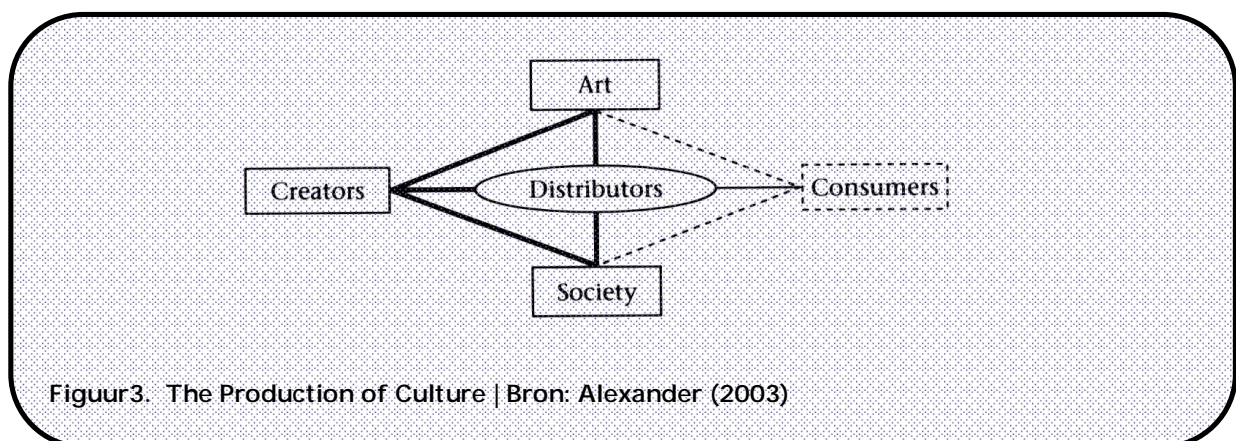 Art
Creators
Distributors
Consumers
Society
Figuur3. The Production of Culture | Bron: Alexander (2003)